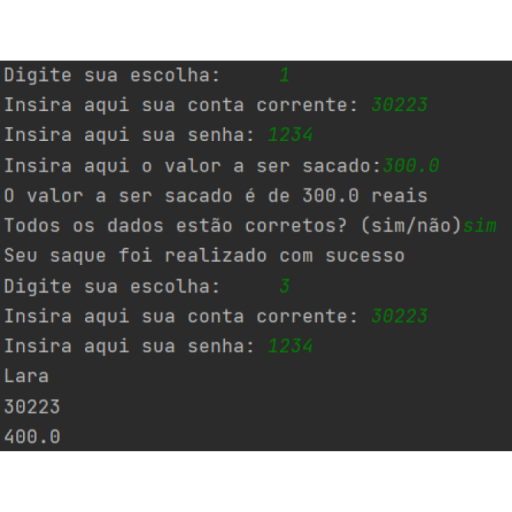 Digite sua escolha: 1
Insira aqui sua conta corrente: 30223
Insira aqui sua senha: 1234
Insira aqui o valor a ser sacado:300.0
O valor a ser sacado é de 300.0 reais
Todos os dados estão corretos? (sim/não)sim
Seu saque foi realizado com sucesso
Digite sua escolha: 3
Insira aqui sua conta corrente: 30223
Insira aqui sua senha: 1234
Lara
30223
400.0